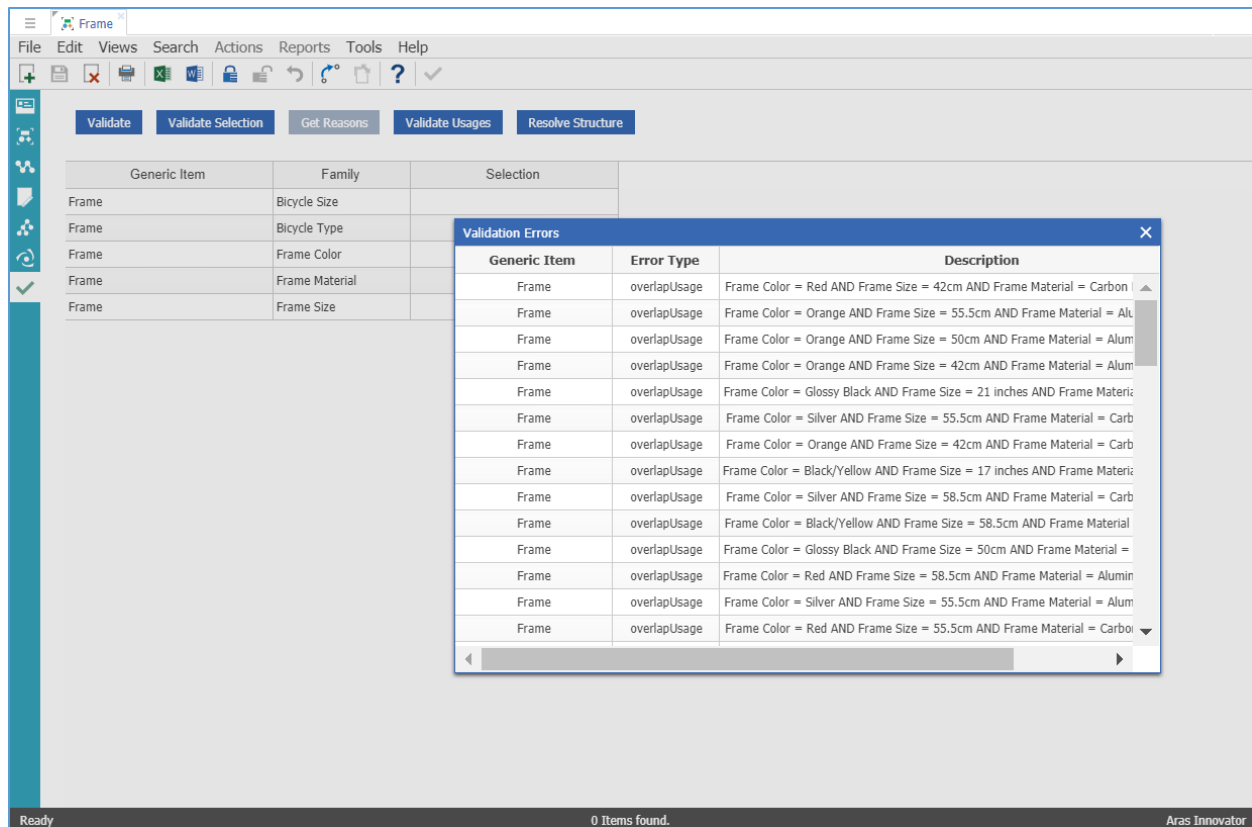 Frame
File Edit Views Search Actions Reports Tools Help
Validate Validate Selection Get Reasons Validate Usages Resolve Structure
Generic Item Family Selection
Frame Bicycle Size
Frame Bicycle Type
Frame Frame Color
Frame Frame Material
Frame Frame Size
Validation Errors
Generic Item Error Type Description
Frame overlapUsage Frame Color = Red AND Frame Size = 42cm AND Frame Material = Carbon
Frame overlapUsage Frame Color = Orange AND Frame Size = 55.5cm AND Frame Material = Alu
Frame overlapUsage Frame Color = Orange AND Frame Size = 50cm AND Frame Material = Alum
Frame overlapUsage Frame Color = Orange AND Frame Size = 42cm AND Frame Material = Alum
Frame overlapUsage Frame Color = Glossy Black AND Frame Size = 21 inches AND Frame Materia
Frame overlapUsage Frame Color = Silver AND Frame Size = 55.5cm AND Frame Material = Carb
Frame overlapUsage Frame Color = Orange AND Frame Size = 42cm AND Frame Material = Carb
Frame overlapUsage Frame Color = Black/Yellow AND Frame Size = 17 inches AND Frame Materia
Frame overlapUsage Frame Color = Silver AND Frame Size = 58.5cm AND Frame Material = Carb
Frame overlapUsage Frame Color = Black/Yellow AND Frame Size = 58.5cm AND Frame Material
Frame overlapUsage Frame Color = Glossy Black AND Frame Size = 50cm AND Frame Material =
Frame overlapUsage Frame Color = Red AND Frame Size = 58.5cm AND Frame Material = Alumin
Frame overlapUsage Frame Color = Silver AND Frame Size = 55.5cm AND Frame Material = Alum
Frame overlapUsage Frame Color = Red AND Frame Size = 55.5cm AND Frame Material = Carbo
Ready 0 Items found. Aras Innovator